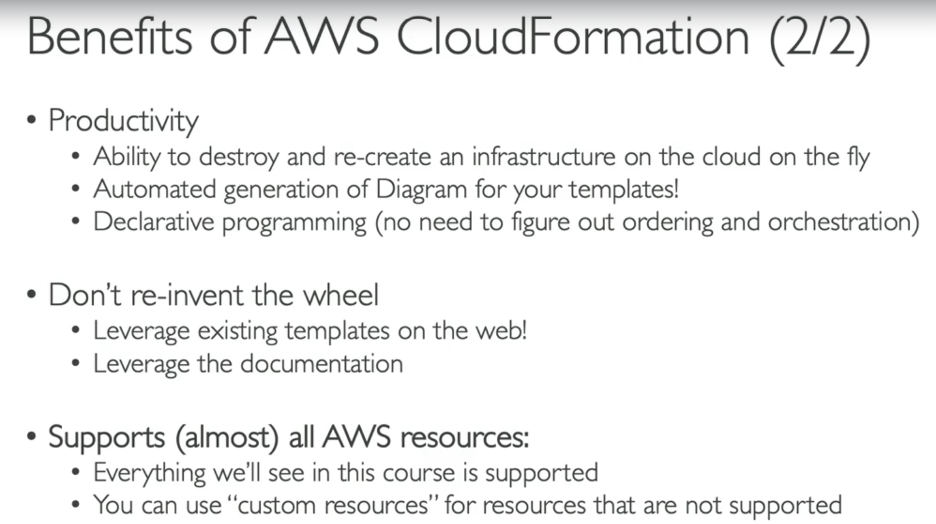 Benefits of AWS CloudFormation (2/2)
• Productivity
• Ability to destroy and re-create an infrastructure on the cloud on the fly
• Automated generation of Diagram for your templates!
• Declarative programming (no need to figure out ordering and orchestration)
• Don't re-invent the wheel
• Leverage existing templates on the web!
• Leverage the documentation
• Supports (almost) all AWS resources:
• Everything we'll see in this course is supported
• You can use “custom resources” for resources that are not supported